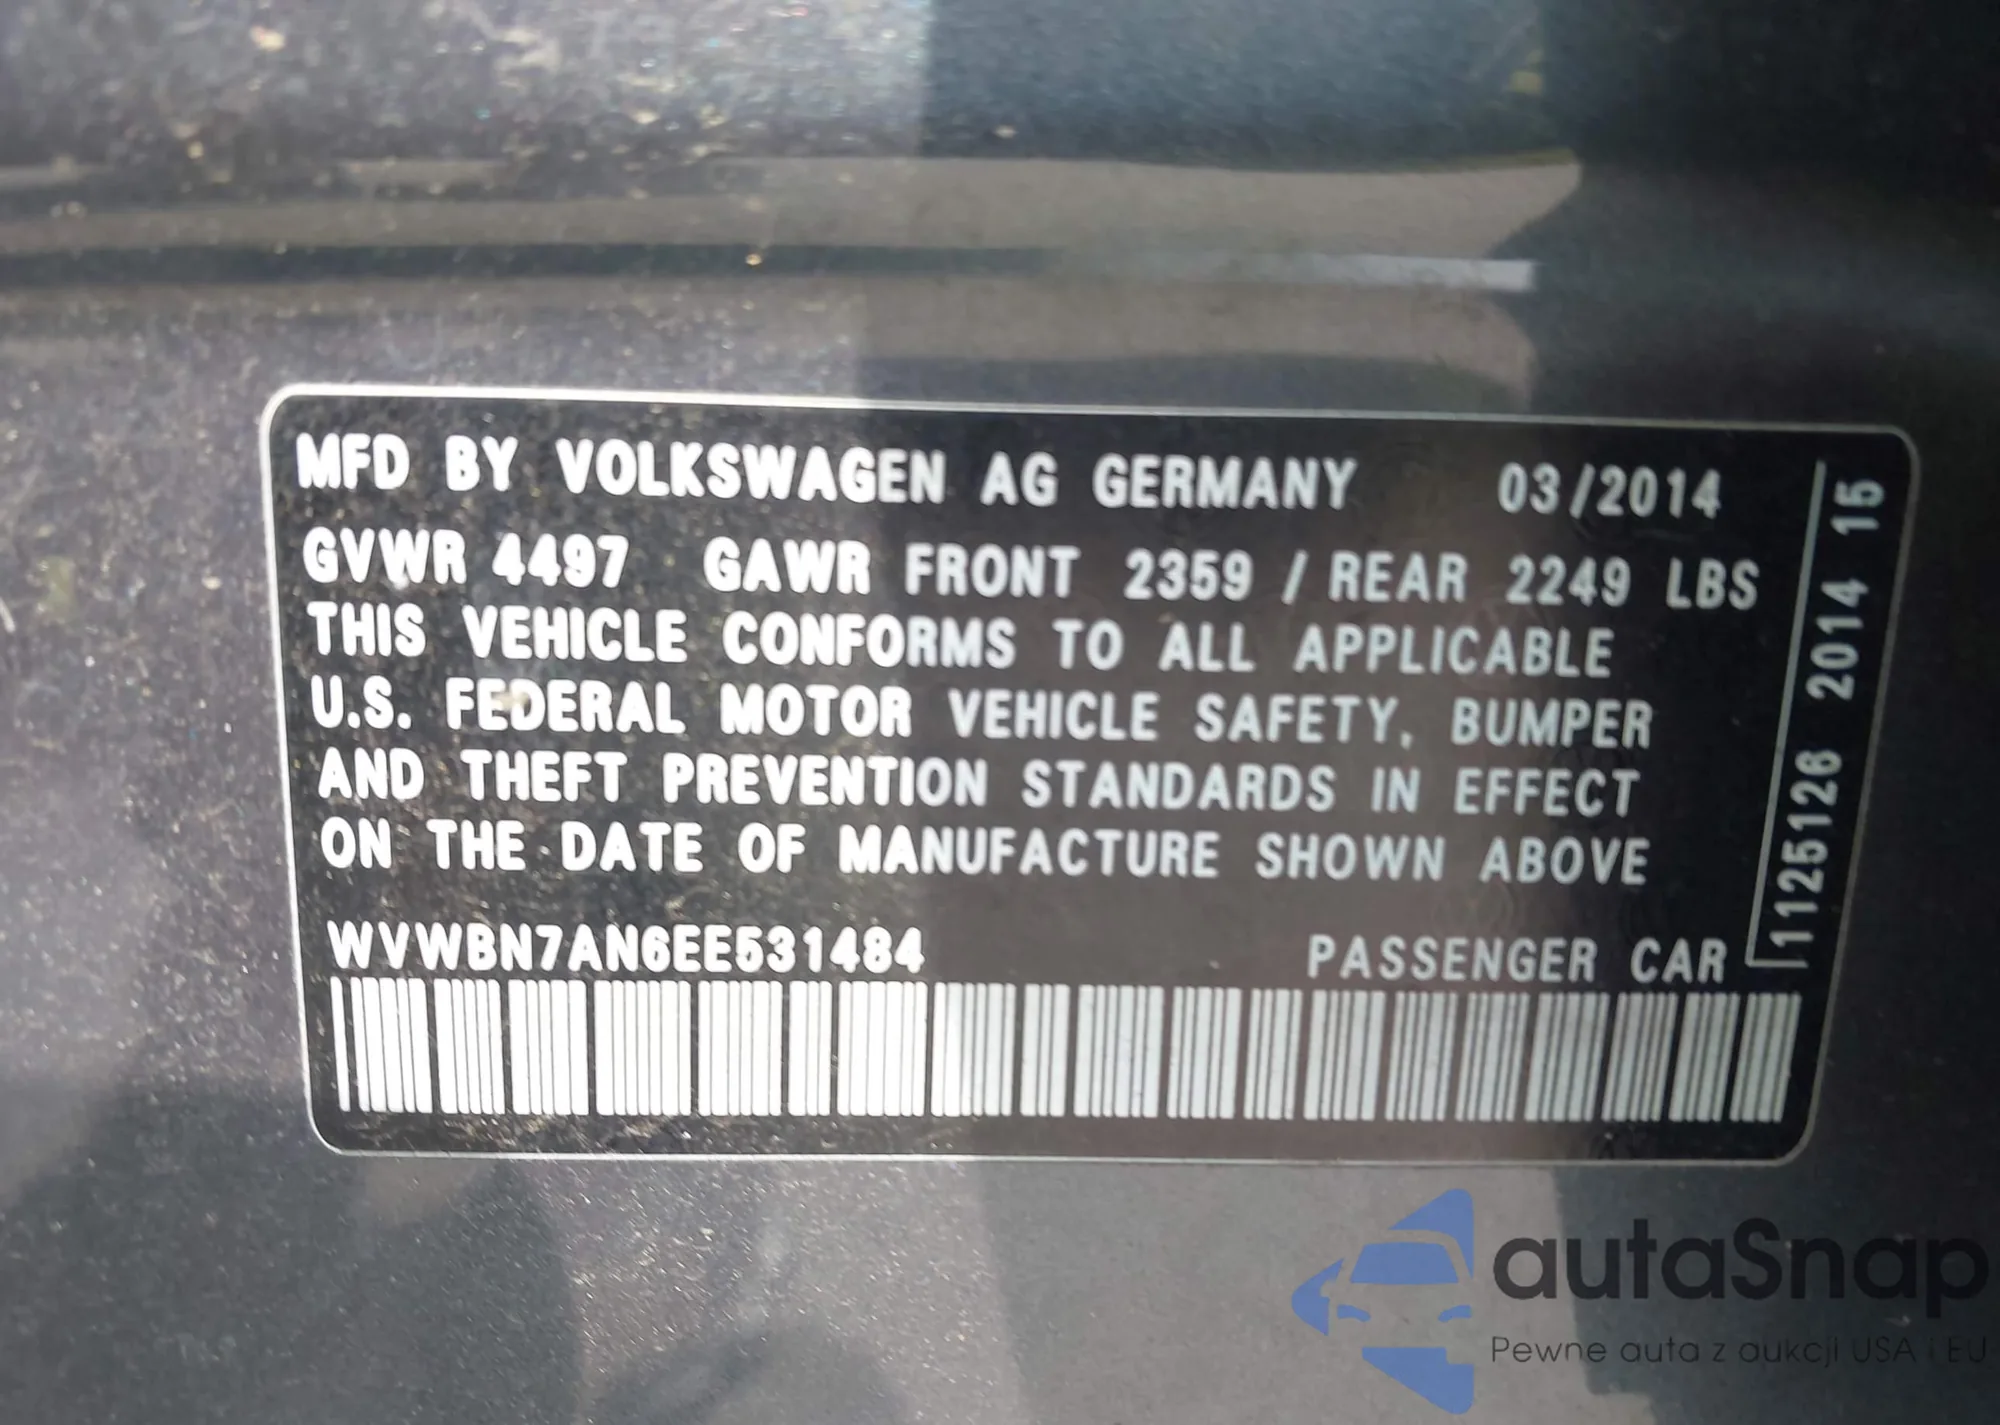 MFD BY VOLKSWAGEN AG GERMANY 03/2014
GVWR 4497 GAWR FRONT 2359 / REAR 2249 LBS
THIS VEHICLE CONFORMS TO ALL APPLICABLE
U.S. FEDERAL MOTOR VEHICLE SAFETY, BUMPER
AND THEFT PREVENTION STANDARDS IN EFFECT
ON THE DATE OF MANUFACTURE SHOWN ABOVE
WVWBN7AN6EE531484 PASSENGER CAR
11251126 2014 15
autaSnap
Pewne auta z aukcji USA i EU